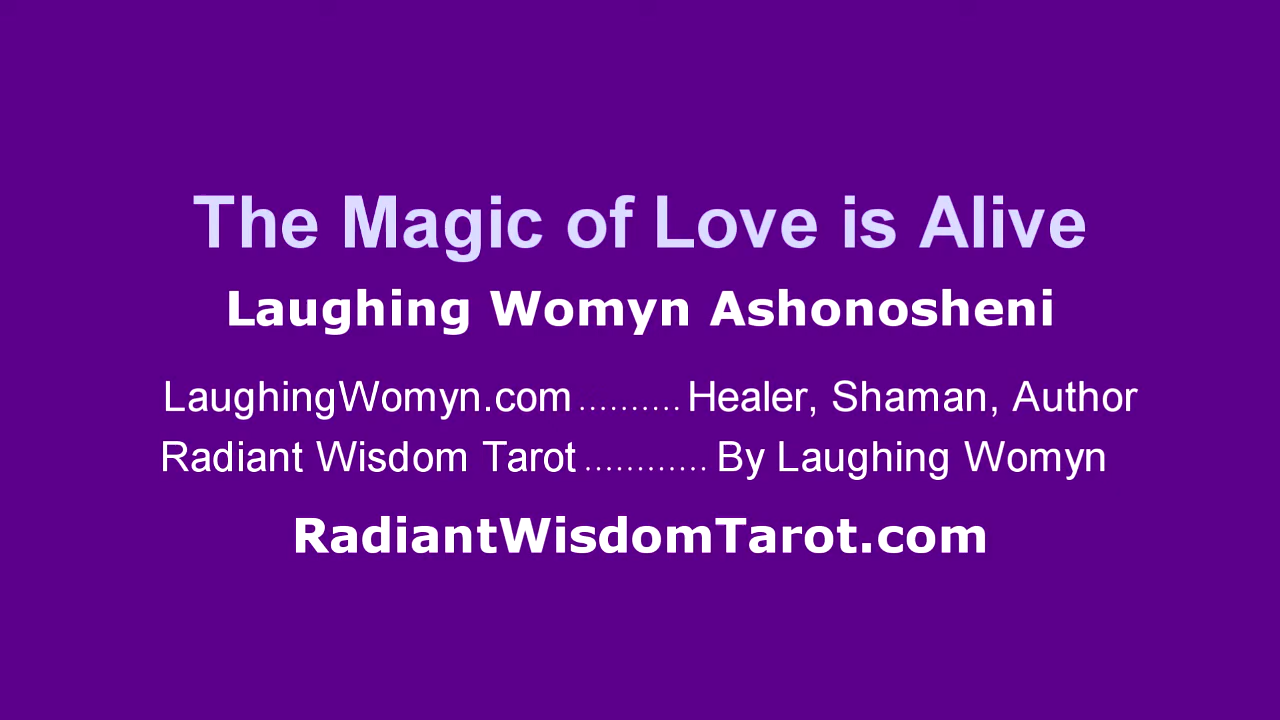 The Magic of Love is Alive
Laughing Womyn Ashonosheni
LaughingWomyn.com .......... Healer, Shaman, Author
Radiant Wisdom Tarot ............ By Laughing Womyn
RadiantWisdomTarot.com